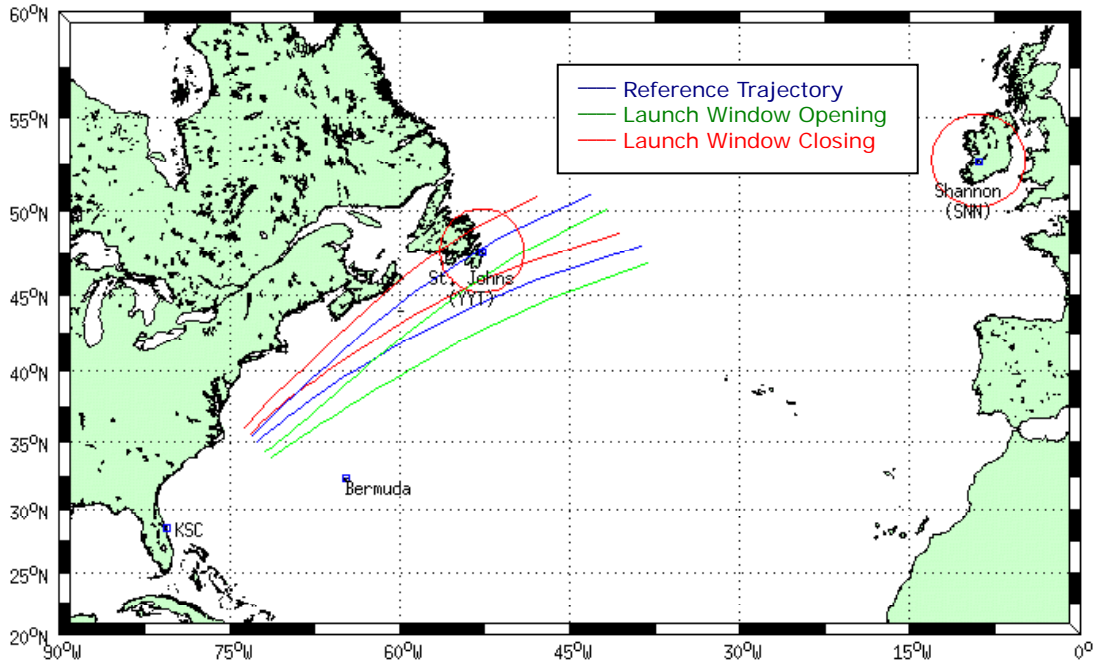 60°N
55°N
50°N
45°N
40°N
35°N
30°N
25°N
20°N
Reference Trajectory
Launch Window Opening
Launch Window Closing
Shannon
(SNN)
St. Johns
(YYT)
Bermuda
KSC
90°W
75°W
60°W
45°W
30°W
15°W
0°